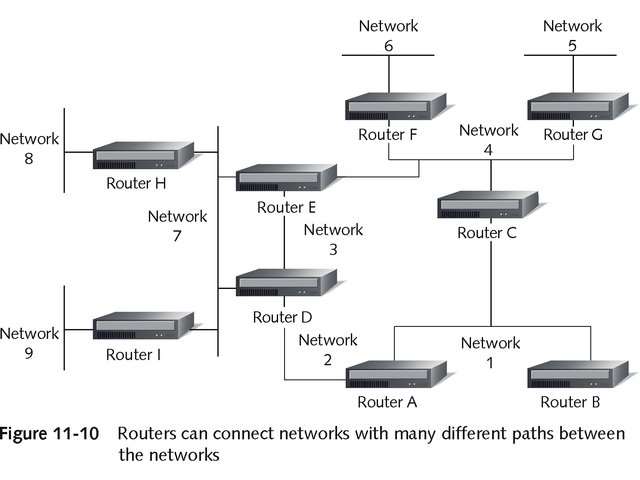 Network
6
Network
5
Router F
Network
4
Router G
Network
8
Router H
Router E
Router C
Network
7
Network
3
Router D
Network
9
Router I
Network
2
Network
1
Router A
Router B
Figure 11-10 Routers can connect networks with many different paths between
the networks